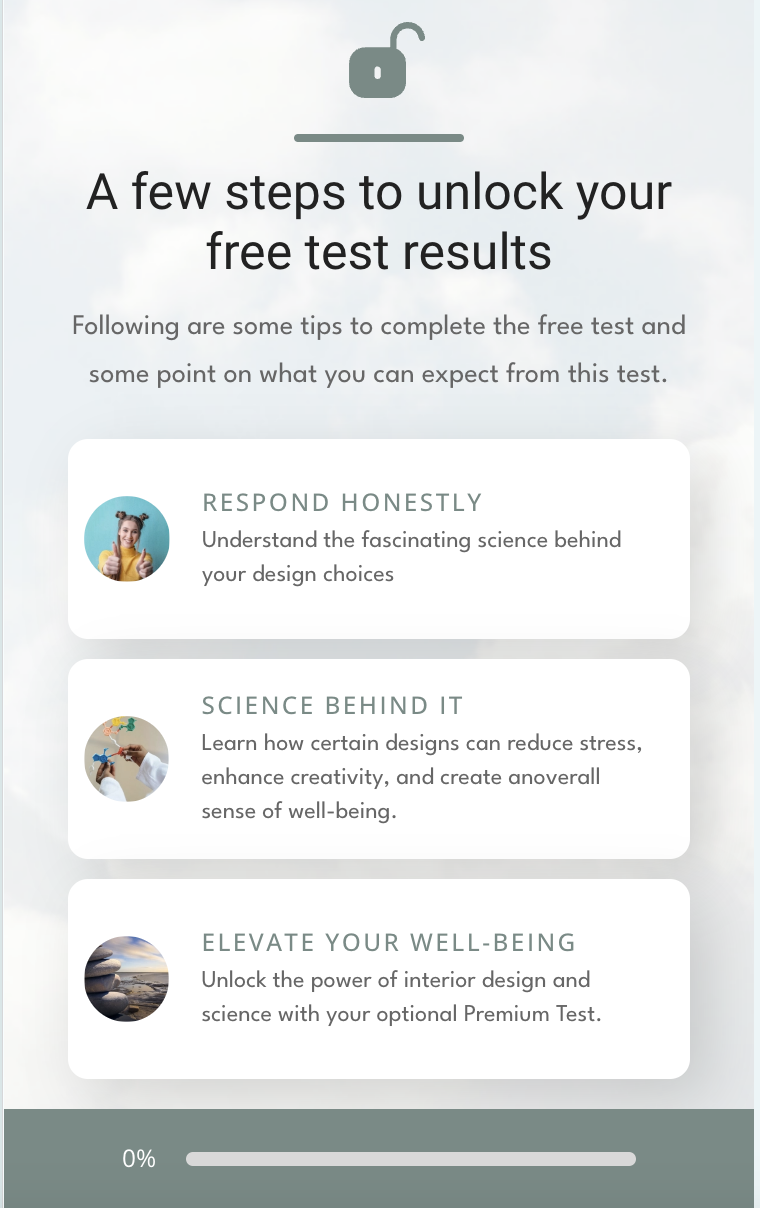 A few steps to unlock your
free test results
Following are some tips to complete the free test and
some point on what you can expect from this test.
RESPOND HONESTLY
Understand the fascinating science behind
your design choices
SCIENCE BEHIND IT
Learn how certain designs can reduce stress,
enhance creativity, and create anoverall
sense of well-being.
ELEVATE YOUR WELL-BEING
Unlock the power of interior design and
science with your optional Premium Test.
0%